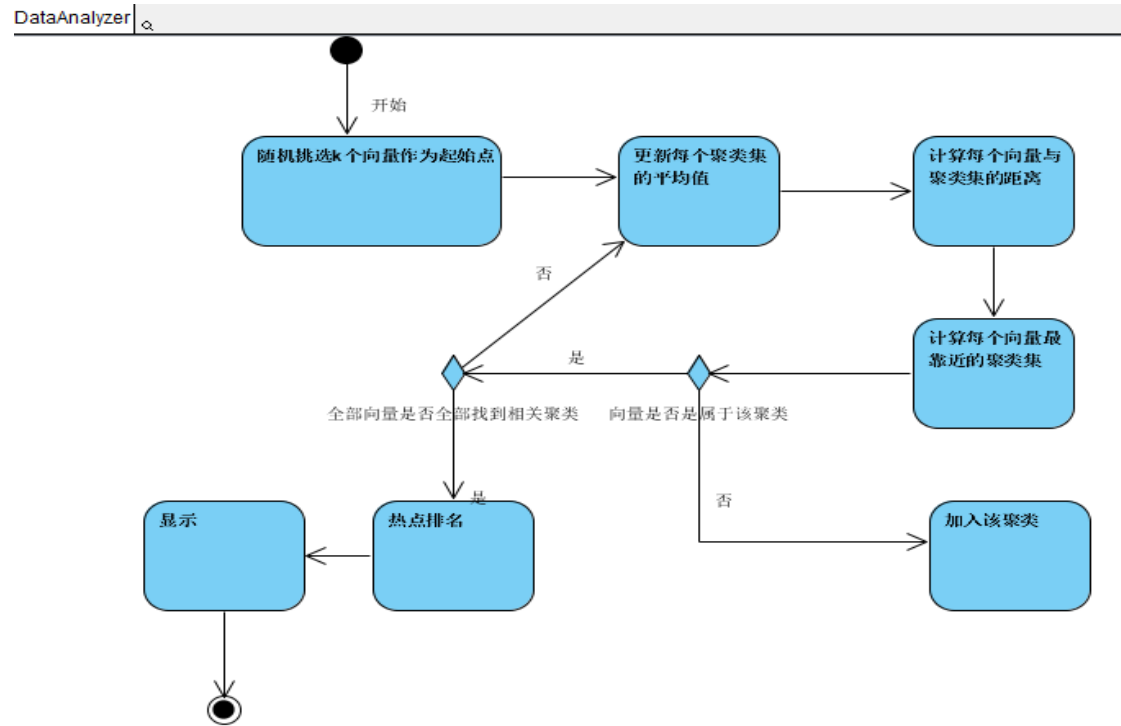 DataAnalyzer
开始
随机挑选k个向量作为起始点
更新每个聚类集
的平均值
计算每个向量与
聚类集的距离
否
计算每个向量最
靠近的聚类集
是
全部向量是否全部找到相关聚类
向量是否是属于该聚类
是
否
显示
热点排名
加入该聚类